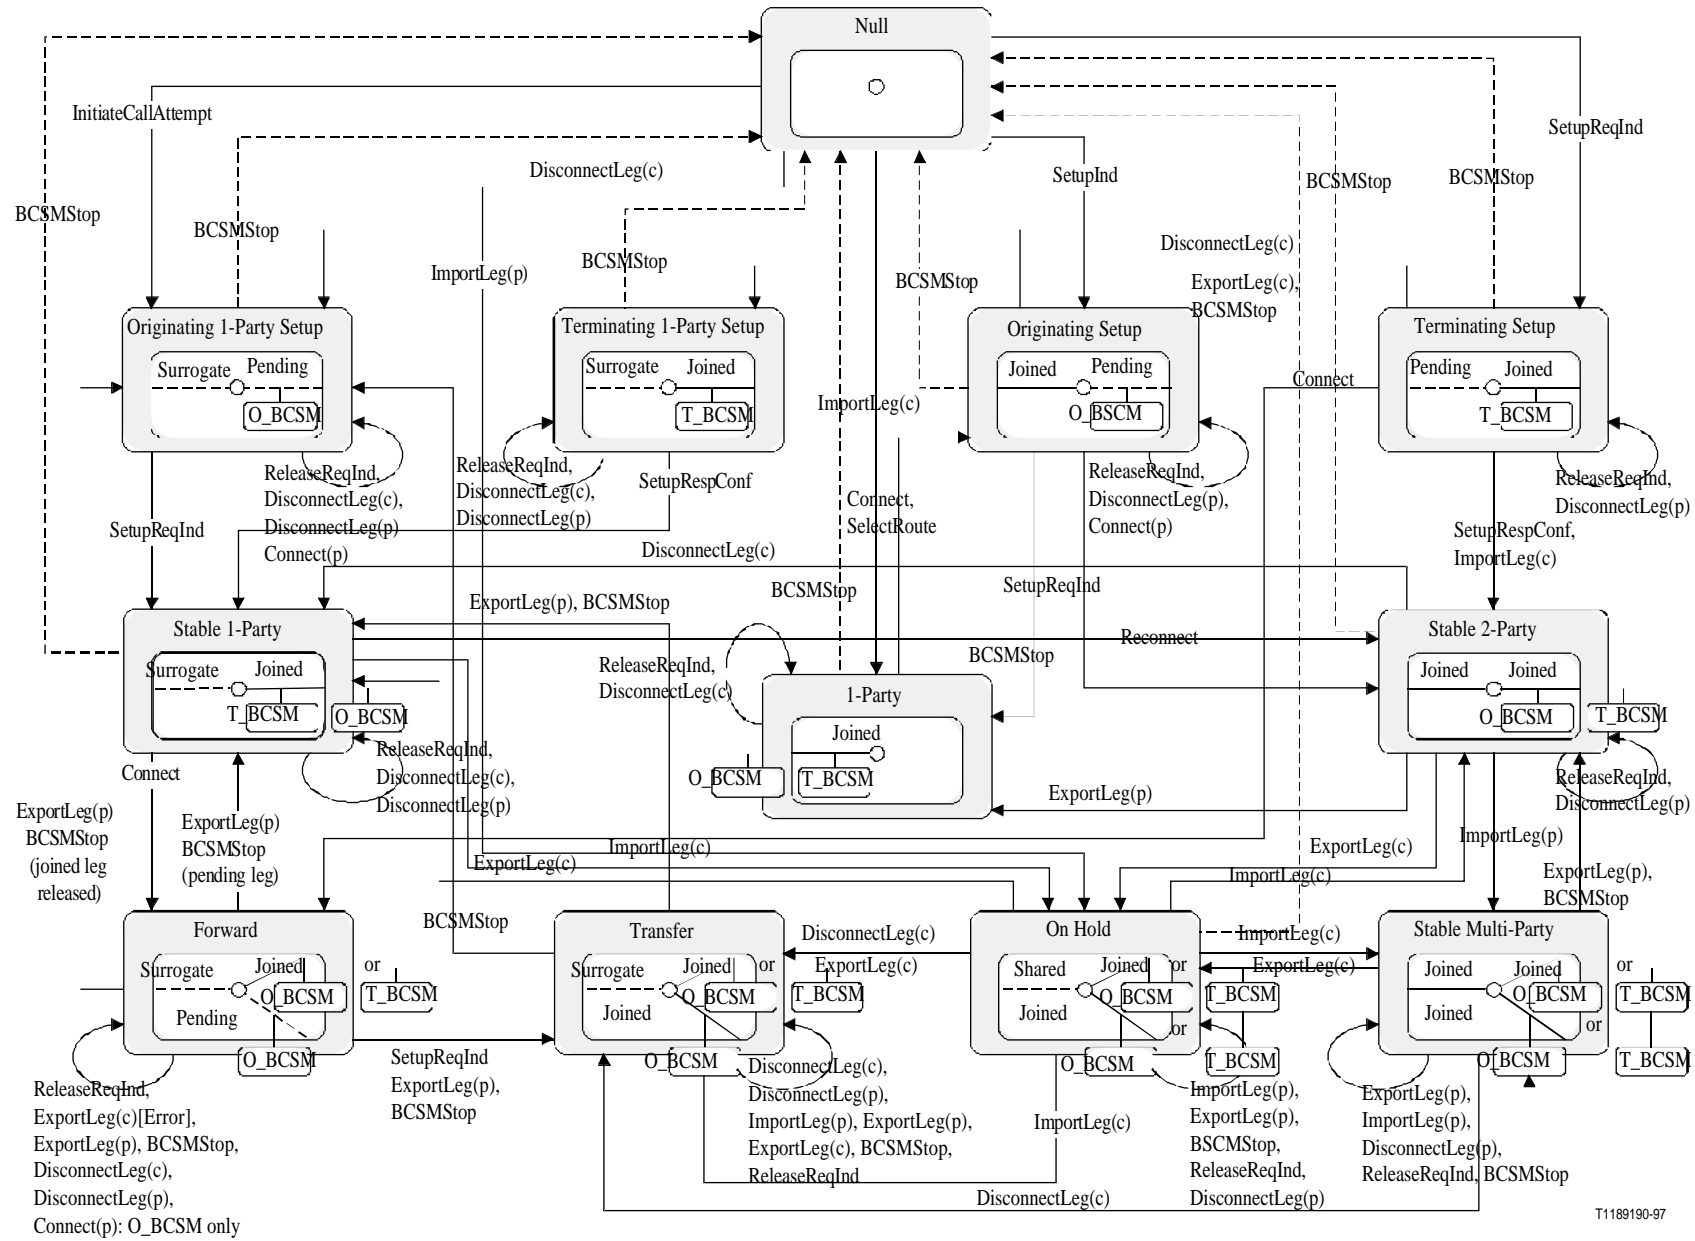 Null
InitiateCallAttempt
SetupReqInd
DisconnectLeg(c)
SetupInd
BCSMStop
BCSMStop
BCSMStop
BCSMStop
ImportLeg(p)
BCSMStop
BCSMStop
DisconnectLeg(c)
ExportLeg(c),
BCSMStop
Originating 1-Party Setup
Surrogate
Pending
O_BCSM
Terminating 1-Party Setup
Surrogate
Joined
T_BCSM
Originating Setup
Joined
Pending
O_BSCM
Terminating Setup
Pending
Joined
T_BCSM
ImportLeg(c)
Connect
ReleaseReqInd,
DisconnectLeg(c),
DisconnectLeg(p)
Connect(p)
ReleaseReqInd,
DisconnectLeg(c),
DisconnectLeg(p)
SetupRespConf
Connect,
SelectRoute
ReleaseReqInd,
DisconnectLeg(p),
Connect(p)
ReleaseReqInd,
DisconnectLeg(p)
SetupReqInd
SetupRespConf,
ImportLeg(c)
DisconnectLeg(c)
BCSMStop
SetupReqInd
ExportLeg(p), BCSMStop
Stable 1-Party
Surrogate
Joined
T_BCSM
O_BCSM
Reconnect
Stable 2-Party
Joined
Joined
O_BCSM
T_BCSM
ReleaseReqInd,
DisconnectLeg(c)
BCSMStop
1-Party
Joined
O_BCSM
T_BCSM
ReleaseReqInd,
DisconnectLeg(c),
DisconnectLeg(p)
Connect
ExportLeg(p)
ReleaseReqInd,
DisconnectLeg(p)
ExportLeg(p)
BCSMStop
(joined leg
released)
ExportLeg(p)
BCSMStop
(pending leg)
ImportLeg(c)
ExportLeg(c)
ExportLeg(c)
ImportLeg(p)
ImportLeg(c)
ExportLeg(p),
BCSMStop
BCSMStop
Forward
Surrogate
Joined
or
O_BCSM
T_BCSM
Pending
O_BCSM
Transfer
Surrogate
Joined
or
O_BCSM
T_BCSM
Joined
O_BCSM
DisconnectLeg(c)
ExportLeg(c)
On Hold
Shared
Joined
or
O_BCSM
T_BCSM
Joined
or
O_BCSM
T_BCSM
ImportLeg(c)
ExportLeg(c)
Stable Multi-Party
Joined
Joined
or
O_BCSM
T_BCSM
Joined
or
O_BCSM
T_BCSM
SetupReqInd
ExportLeg(p),
BCSMStop
ReleaseReqInd,
ExportLeg(c)[Error],
ExportLeg(p), BCSMStop,
DisconnectLeg(c),
DisconnectLeg(p),
Connect(p): O_BCSM only
DisconnectLeg(c),
DisconnectLeg(p),
ImportLeg(p), ExportLeg(p),
ExportLeg(c), BCSMStop,
ReleaseReqInd
ImportLeg(c)
ImportLeg(p),
ExportLeg(p),
BSCMStop,
ReleaseReqInd,
DisconnectLeg(p)
ExportLeg(p),
ImportLeg(p),
DisconnectLeg(p),
ReleaseReqInd, BCSMStop
DisconnectLeg(c)
T1189190-97